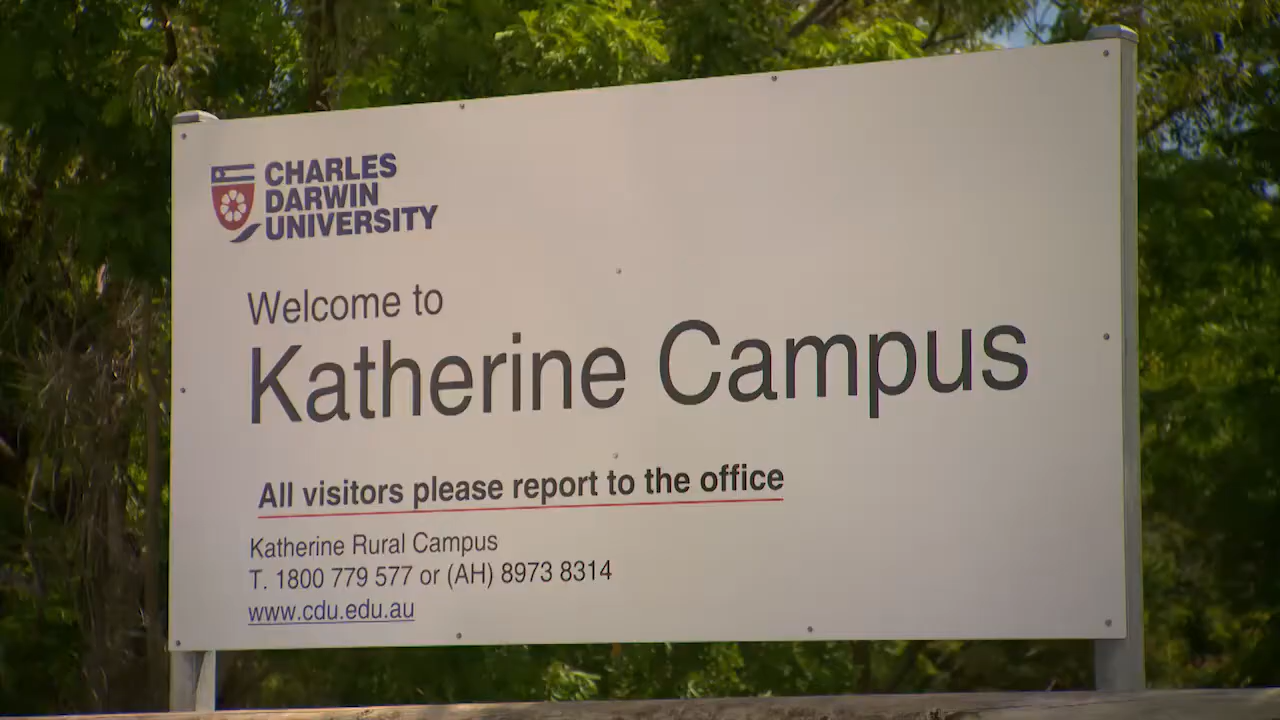 CHARLES
DARWIN
UNIVERSITY
Welcome to
Katherine Campus
All visitors please report to the office
Katherine Rural Campus
T. 1800 779 577 or (AH) 8973 8314
www.cdu.edu.au